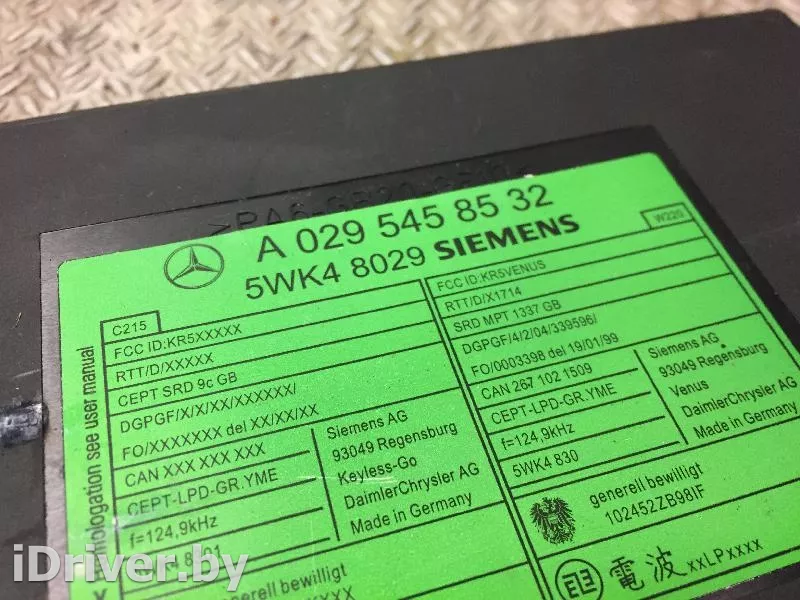 A 029 545 85 32
5WK4 8029 SIEMENS
C215
FCC ID:KR5XXXXX
RTT/D/XXXXX
CEPT SRD 9c GB
DGPGF/X/X/XX/XXXXXX/
FO/XXXXXXX del XX/XX/XX
CAN XXX XXX XXX
CEPT-LPD-GR.YME
f=124,9kHz
Siemens AG
93049 Regensburg
Keyless-Go
DaimlerChrysler AG
Made in Germany
generell bewilligt
see user manual
W220
FCC ID:KR5VENUS
RTT/D/X1714
SRD MPT 1337 GB
DGPGF/4/2/04/339596/
FO/0003398 del 19/01/99
CAN 267 102 1509
CEPT-LPD-GR.YME
f=124,9kHz
5WK4 830
Siemens AG
93049 Regensburg
Venus
DaimlerChrysler AG
Made in Germany
generell bewilligt
102452ZB98IF
電波 xxLPxxxx
iDriver.by